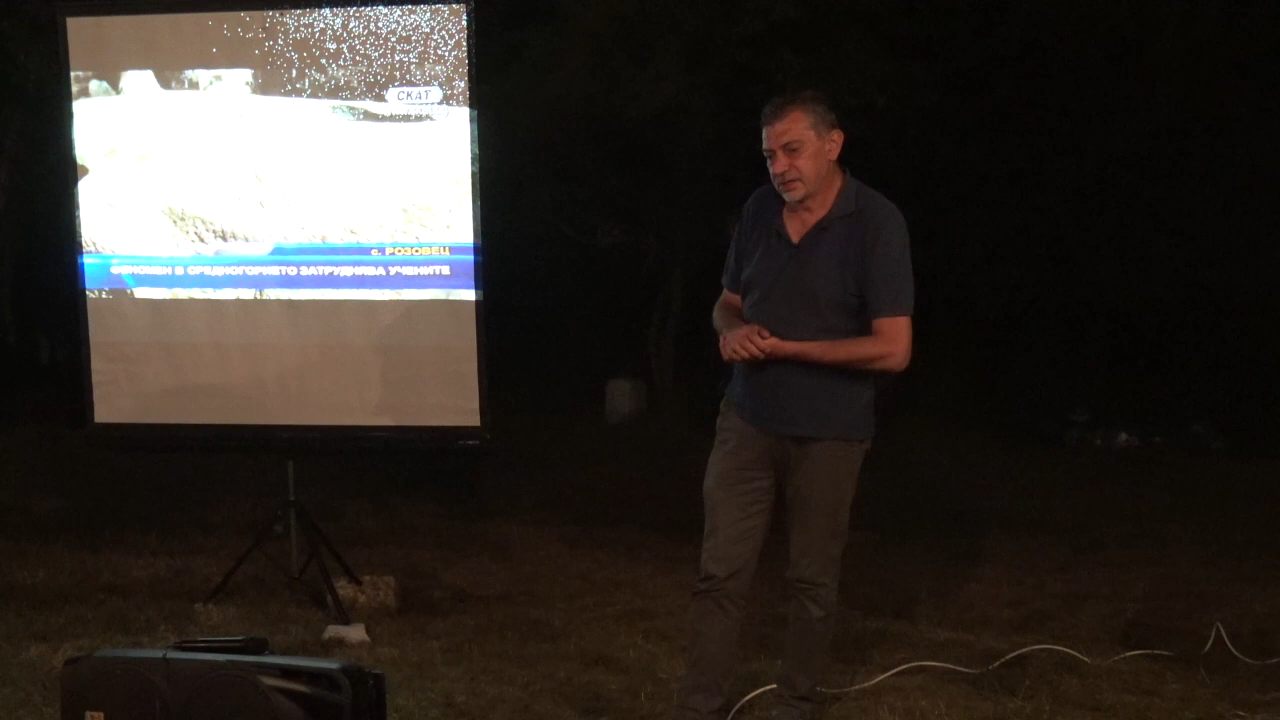 СКАТ
с. РОЗОВЕЦ
ФЕНОМЕН В СРЕДНОГОРИЕТО ЗАТРУДНЯВА УЧЕНИТЕ